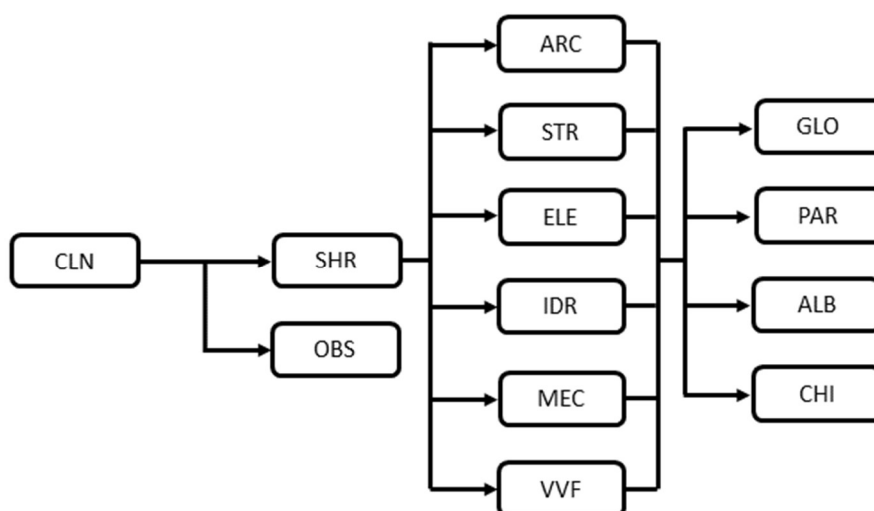 CLN
SHR
OBS
ARC
STR
ELE
IDR
MEC
VVF
GLO
PAR
ALB
CHI